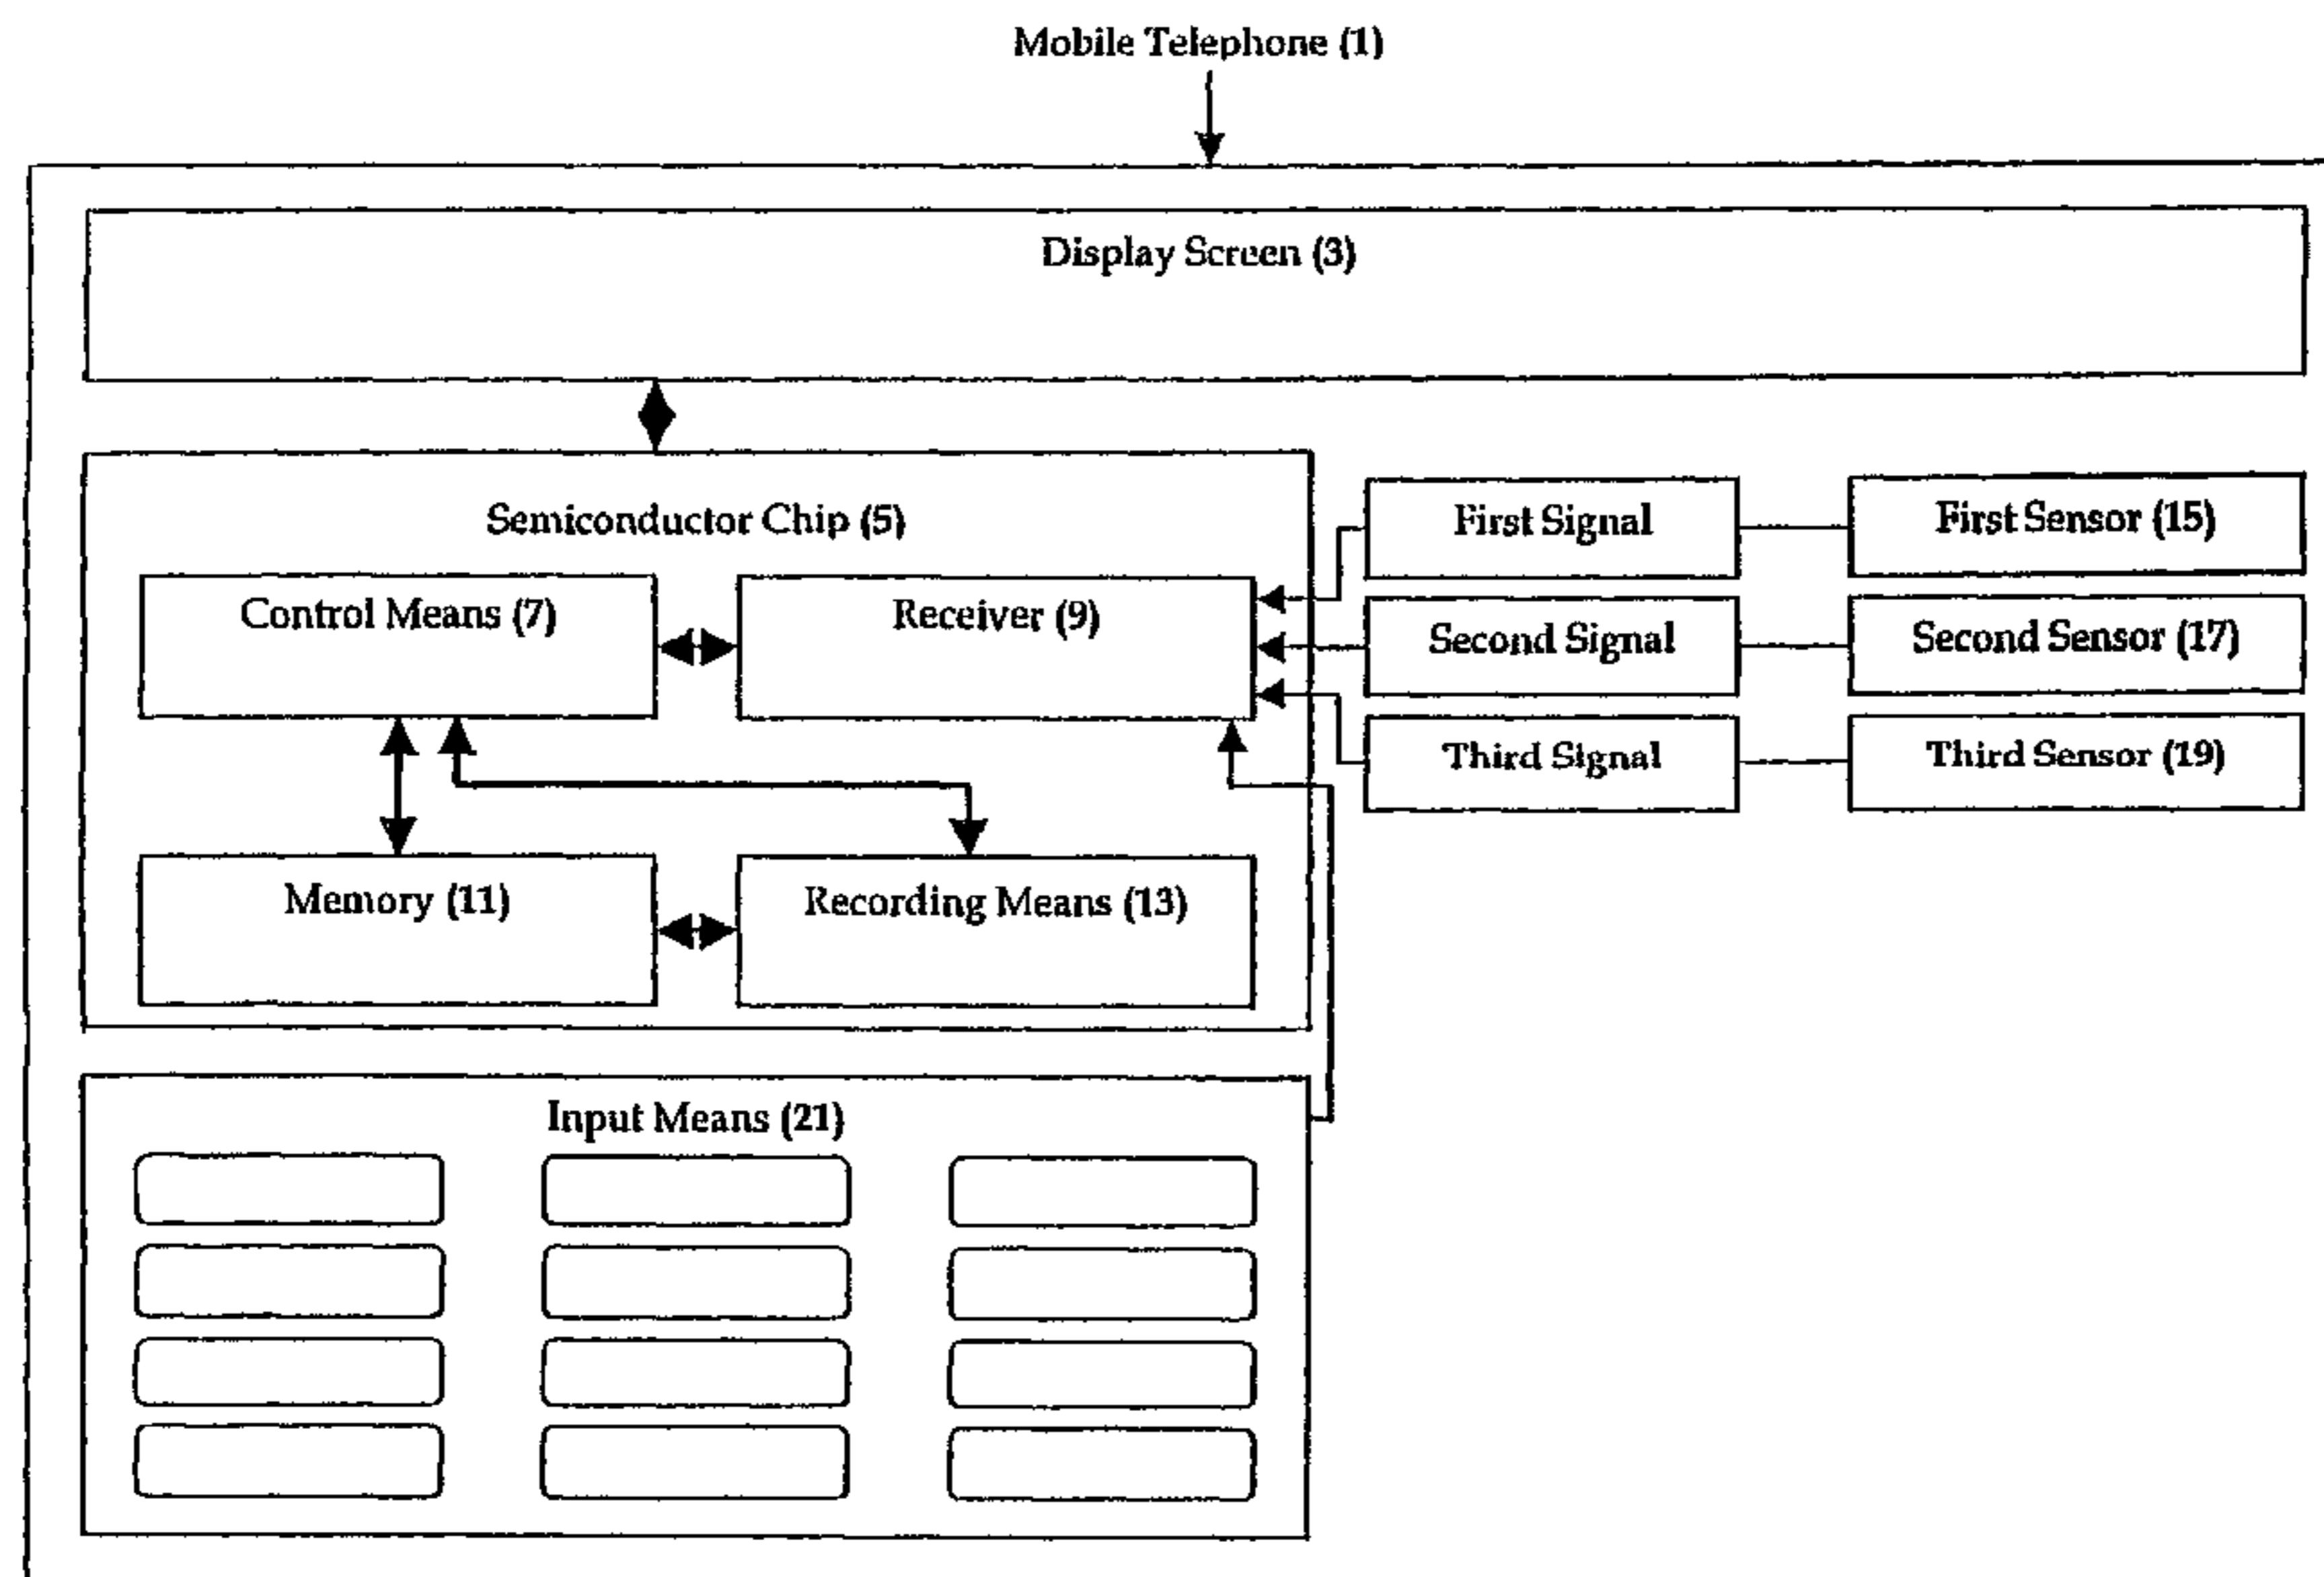 Mobile Telephone (1)
Display Screen (3)
Semiconductor Chip (5)
Control Means (7)
Receiver (9)
Memory (11)
Recording Means (13)
First Signal
First Sensor (15)
Second Signal
Second Sensor (17)
Third Signal
Third Sensor (19)
Input Means (21)